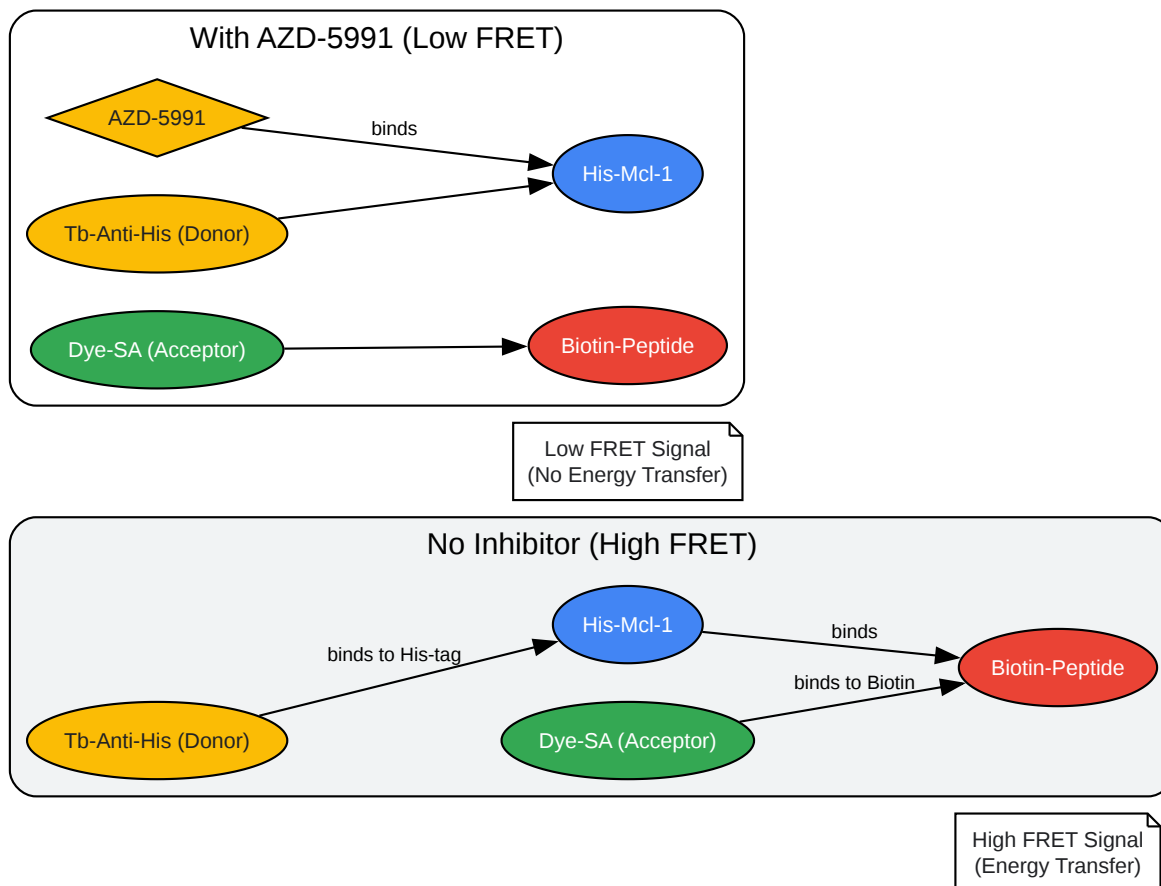 With AZD-5991 (Low FRET)
AZD-5991
binds
His-Mcl-1
Tb-Anti-His (Donor)
Dye-SA (Acceptor)
Biotin-Peptide
Low FRET Signal
(No Energy Transfer)
No Inhibitor (High FRET)
His-Mcl-1
binds
binds to His-tag
Biotin-Peptide
binds to Biotin
Tb-Anti-His (Donor)
Dye-SA (Acceptor)
High FRET Signal
(Energy Transfer)